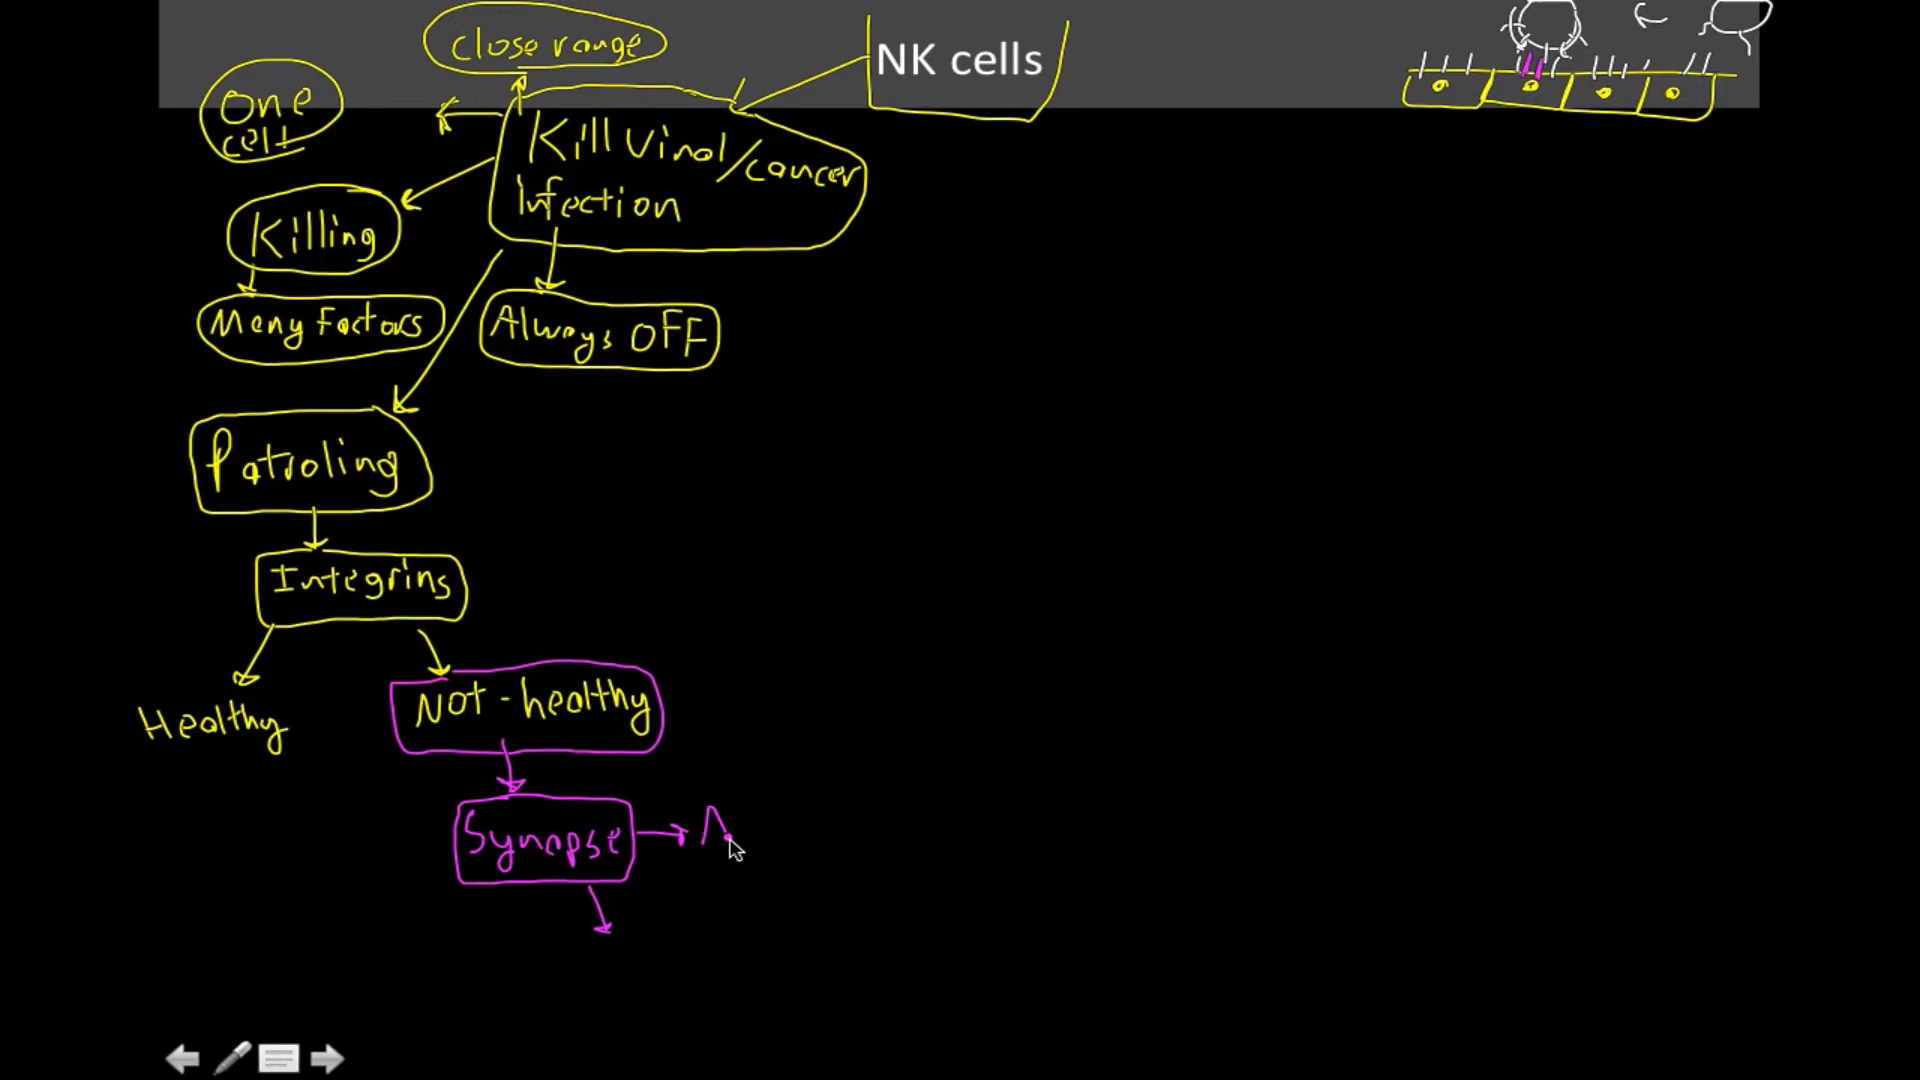 close range
NK cells
One
cell
Kill Viral/cancer
Infection
Killing
Many Factors
Always OFF
Patroling
Integrins
Healthy
NOT-healthy
Synapse